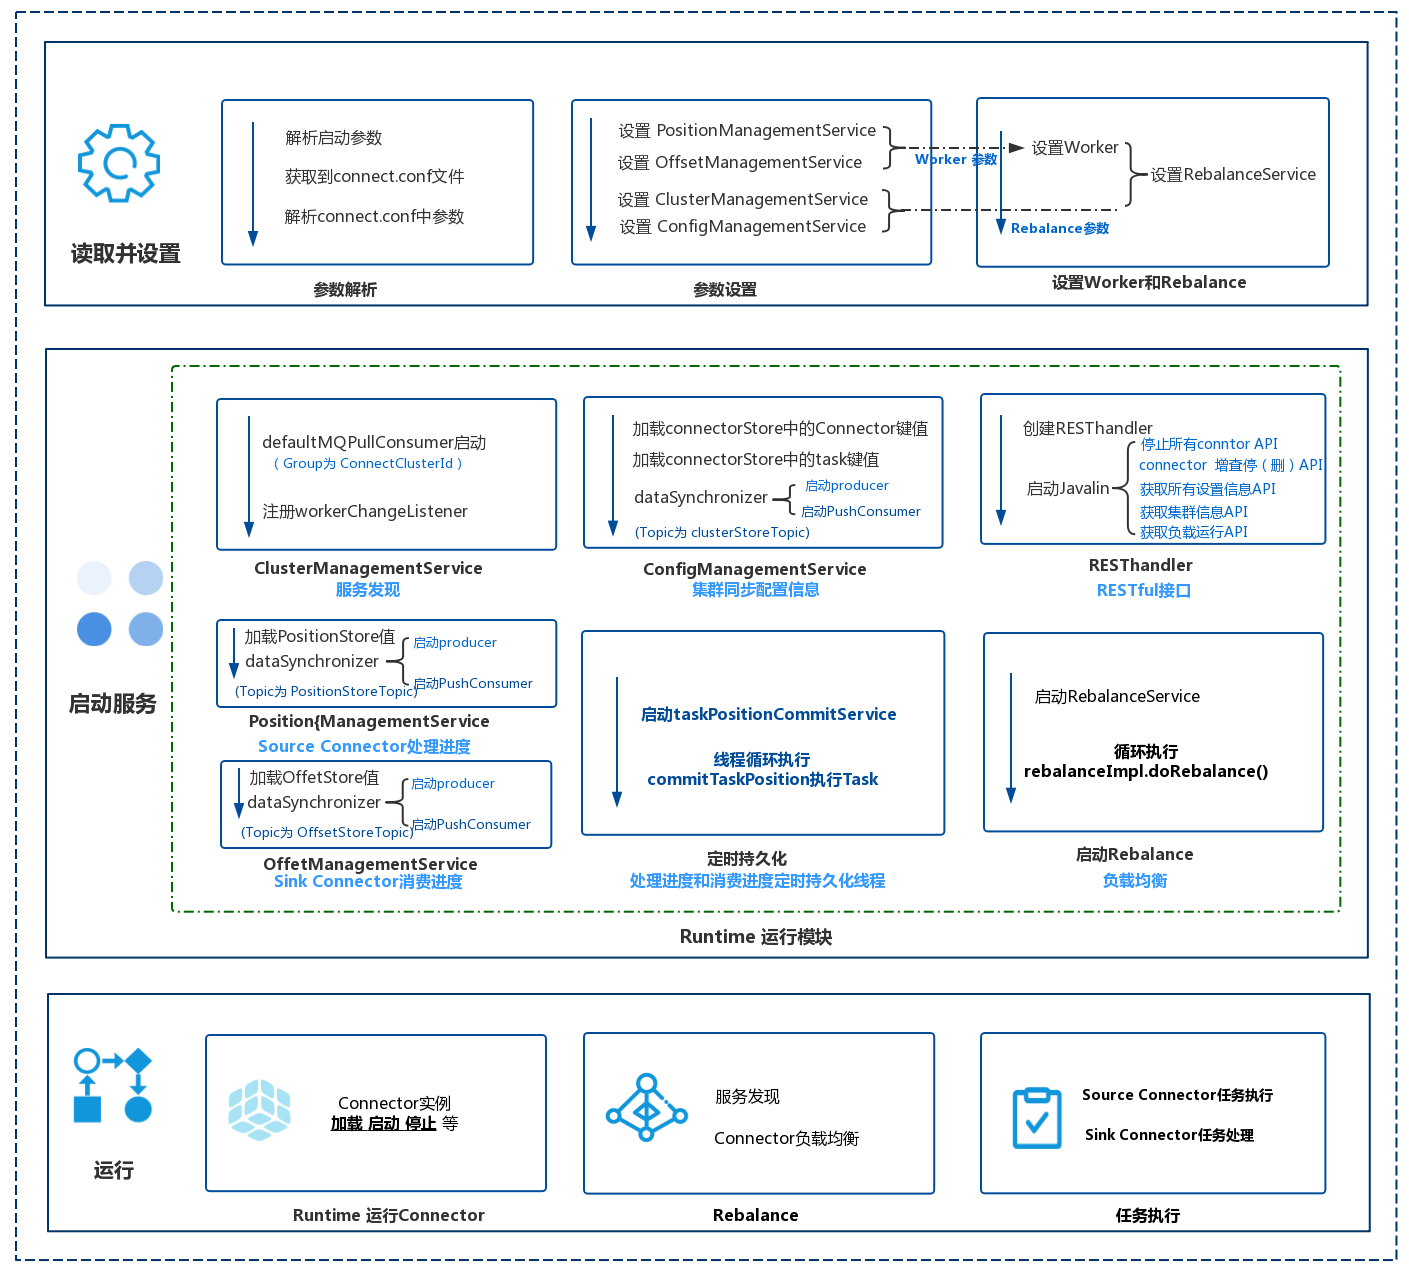 读取并设置
解析启动参数
获取到connect.conf文件
解析connect.conf中参数
参数解析
设置 PositionManagementService
设置 OffsetManagementService
设置 ClusterManagementService
设置 ConfigManagementService
参数设置
Worker 参数
设置Worker
设置RebalanceService
Rebalance参数
设置Worker和Rebalance
启动服务
defaultMQPullConsumer启动
（Group为 ConnectClusterId）
注册workerChangeListener
ClusterManagementService
服务发现
加载connectorStore中的Connector键值
加载connectorStore中的task键值
dataSynchronizer
启动producer
启动PushConsumer
(Topic为 clusterStoreTopic)
ConfigManagementService
集群同步配置信息
创建RESThandler
启动Javalin
停止所有conntor API
connector 增查停（删）API
获取所有设置信息API
获取集群信息API
获取负载运行API
RESThandler
RESTful接口
加载PositionStore值
dataSynchronizer
启动producer
启动PushConsumer
(Topic为 PositionStoreTopic)
Position{ManagementService
Source Connector处理进度
加载OffetStore值
dataSynchronizer
启动producer
启动PushConsumer
(Topic为 OffsetStoreTopic)
OffetManagementService
Sink Connector消费进度
启动taskPositionCommitService
线程循环执行
commitTaskPosition执行Task
定时持久化
处理进度和消费进度定时持久化线程
启动RebalanceService
循环执行
rebalanceImpl.doRebalance()
启动Rebalance
负载均衡
Runtime 运行模块
运行
Connector实例
加载 启动 停止 等
Runtime 运行Connector
服务发现
Connector负载均衡
Rebalance
Source Connector任务执行
Sink Connector任务处理
任务执行